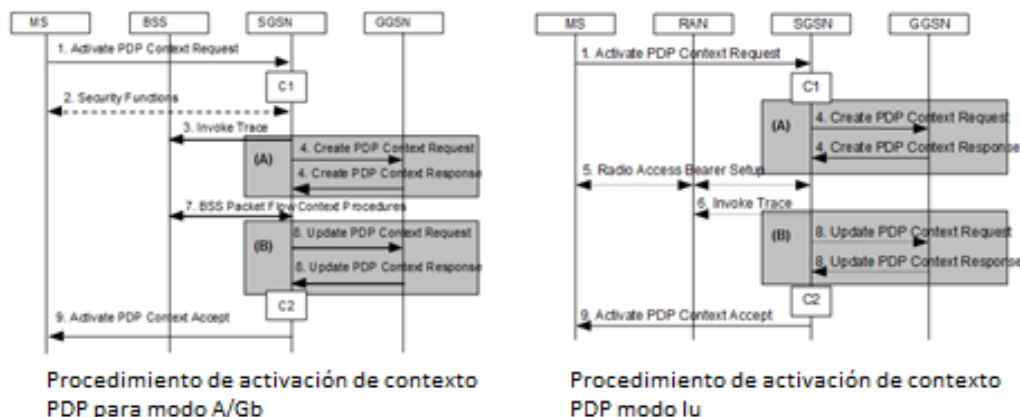 MS BSS SGSN GGSN
1. Activate PDP Context Request
C1
2. Security Functions
3. Invoke Trace
(A)
4. Create PDP Context Request
4. Create PDP Context Response
7. BSS Packet Flow Context Procedures
(B)
8. Update PDP Context Request
8. Update PDP Context Response
C2
9. Activate PDP Context Accept
Procedimiento de activación de contexto
PDP para modo A/Gb
MS RAN SGSN GGSN
1. Activate PDP Context Request
C1
(A)
4. Create PDP Context Request
4. Create PDP Context Response
5. Radio Access Bearer Setup
6. Invoke Trace
(B)
8. Update PDP Context Request
8. Update PDP Context Response
C2
9. Activate PDP Context Accept
Procedimiento de activación de contexto
PDP modo Iu